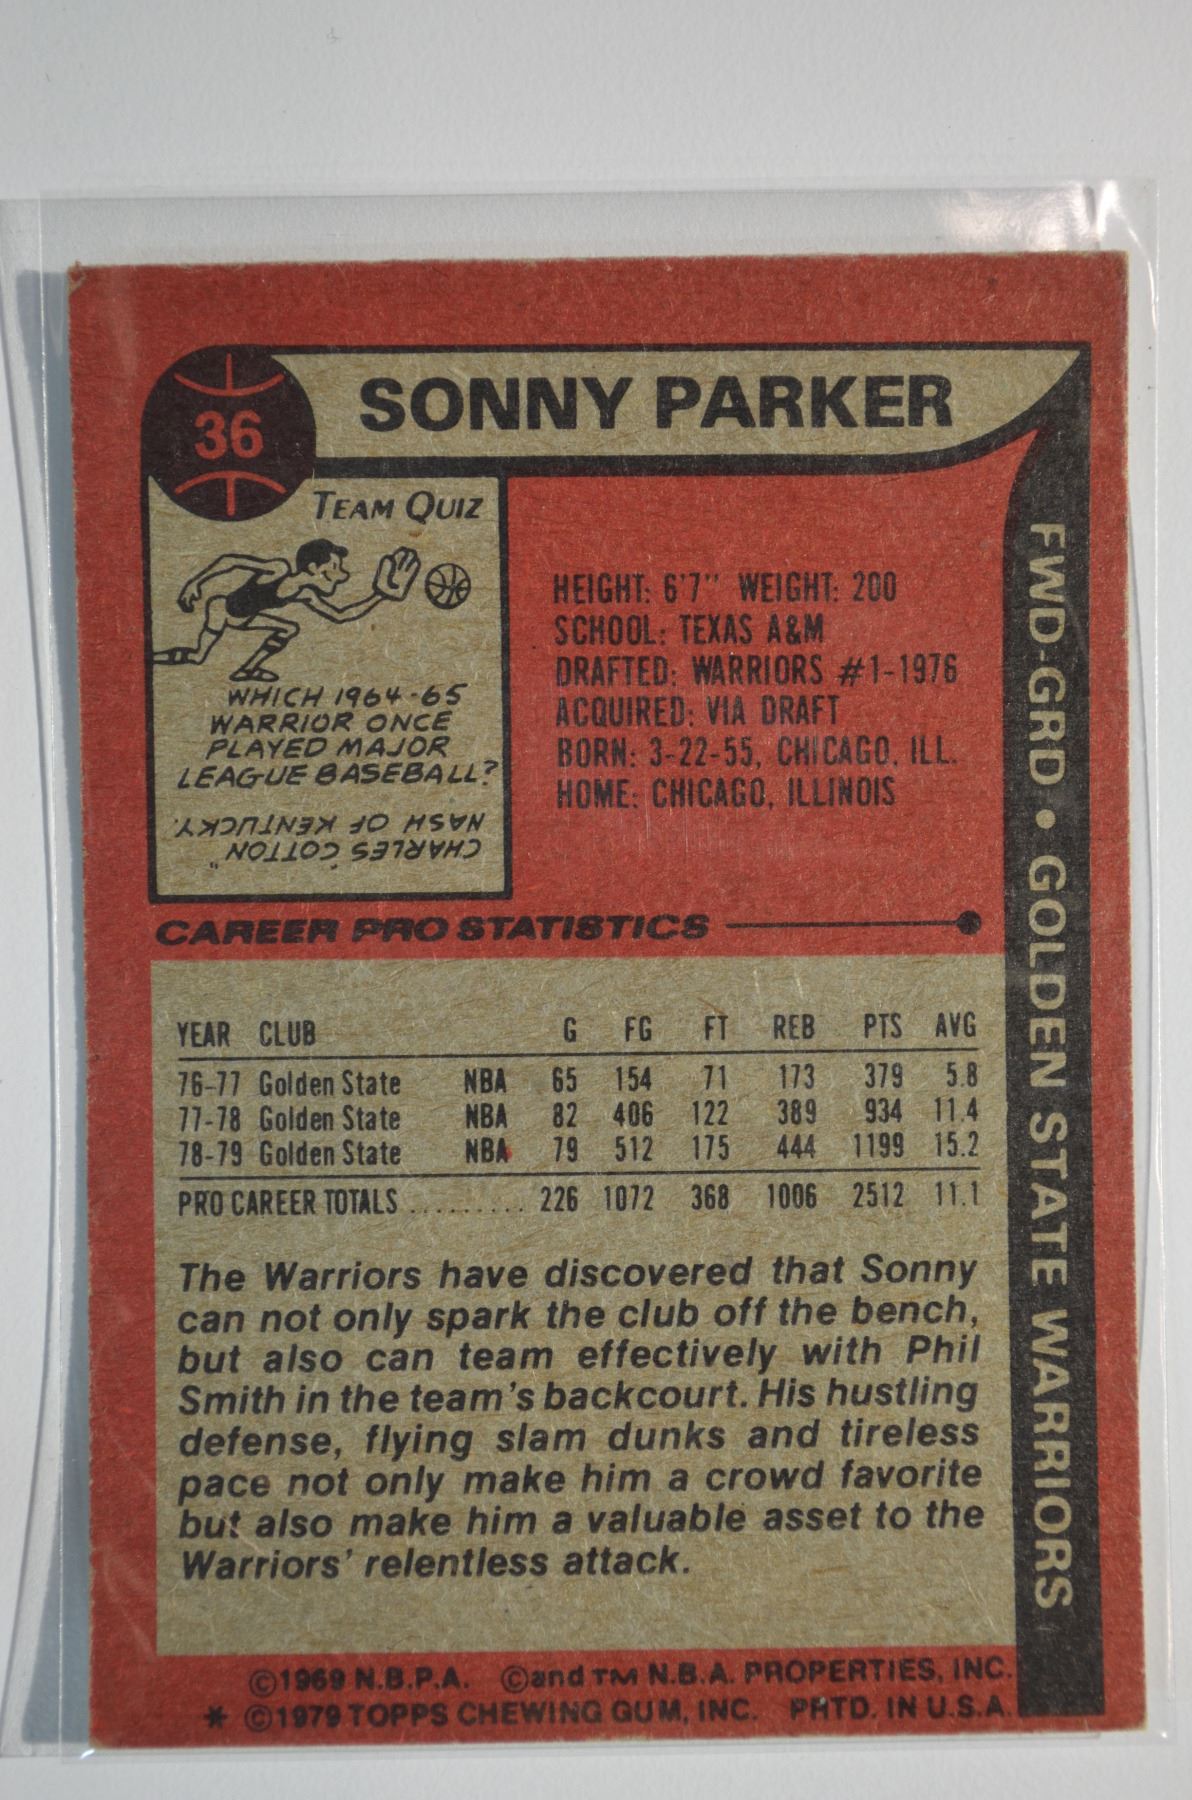 36
SONNY PARKER
TEAM QUIZ
WHICH 1964-65
WARRIOR ONCE
PLAYED MAJOR
LEAGUE BASEBALL?
CHARLES "COTTON"
NASH OF KENTUCKY.
HEIGHT: 6'7" WEIGHT: 200
SCHOOL: TEXAS A&M
DRAFTED: WARRIORS #1-1976
ACQUIRED: VIA DRAFT
BORN: 3-22-55, CHICAGO, ILL.
HOME: CHICAGO, ILLINOIS
FWD-GRD • GOLDEN STATE WARRIORS
CAREER PRO STATISTICS
YEAR CLUB G FG FT REB PTS AVG
76-77 Golden State NBA 65 154 71 173 379 5.8
77-78 Golden State NBA 82 406 122 389 934 11.4
78-79 Golden State NBA 79 512 175 444 1199 15.2
PRO CAREER TOTALS ......... 226 1072 368 1006 2512 11.1
The Warriors have discovered that Sonny
can not only spark the club off the bench,
but also can team effectively with Phil
Smith in the team's backcourt. His hustling
defense, flying slam dunks and tireless
pace not only make him a crowd favorite
but also make him a valuable asset to the
Warriors' relentless attack.
©1969 N.B.P.A. ©and TM N.B.A. PROPERTIES, INC.
* ©1979 TOPPS CHEWING GUM, INC. PRTD. IN U.S.A.